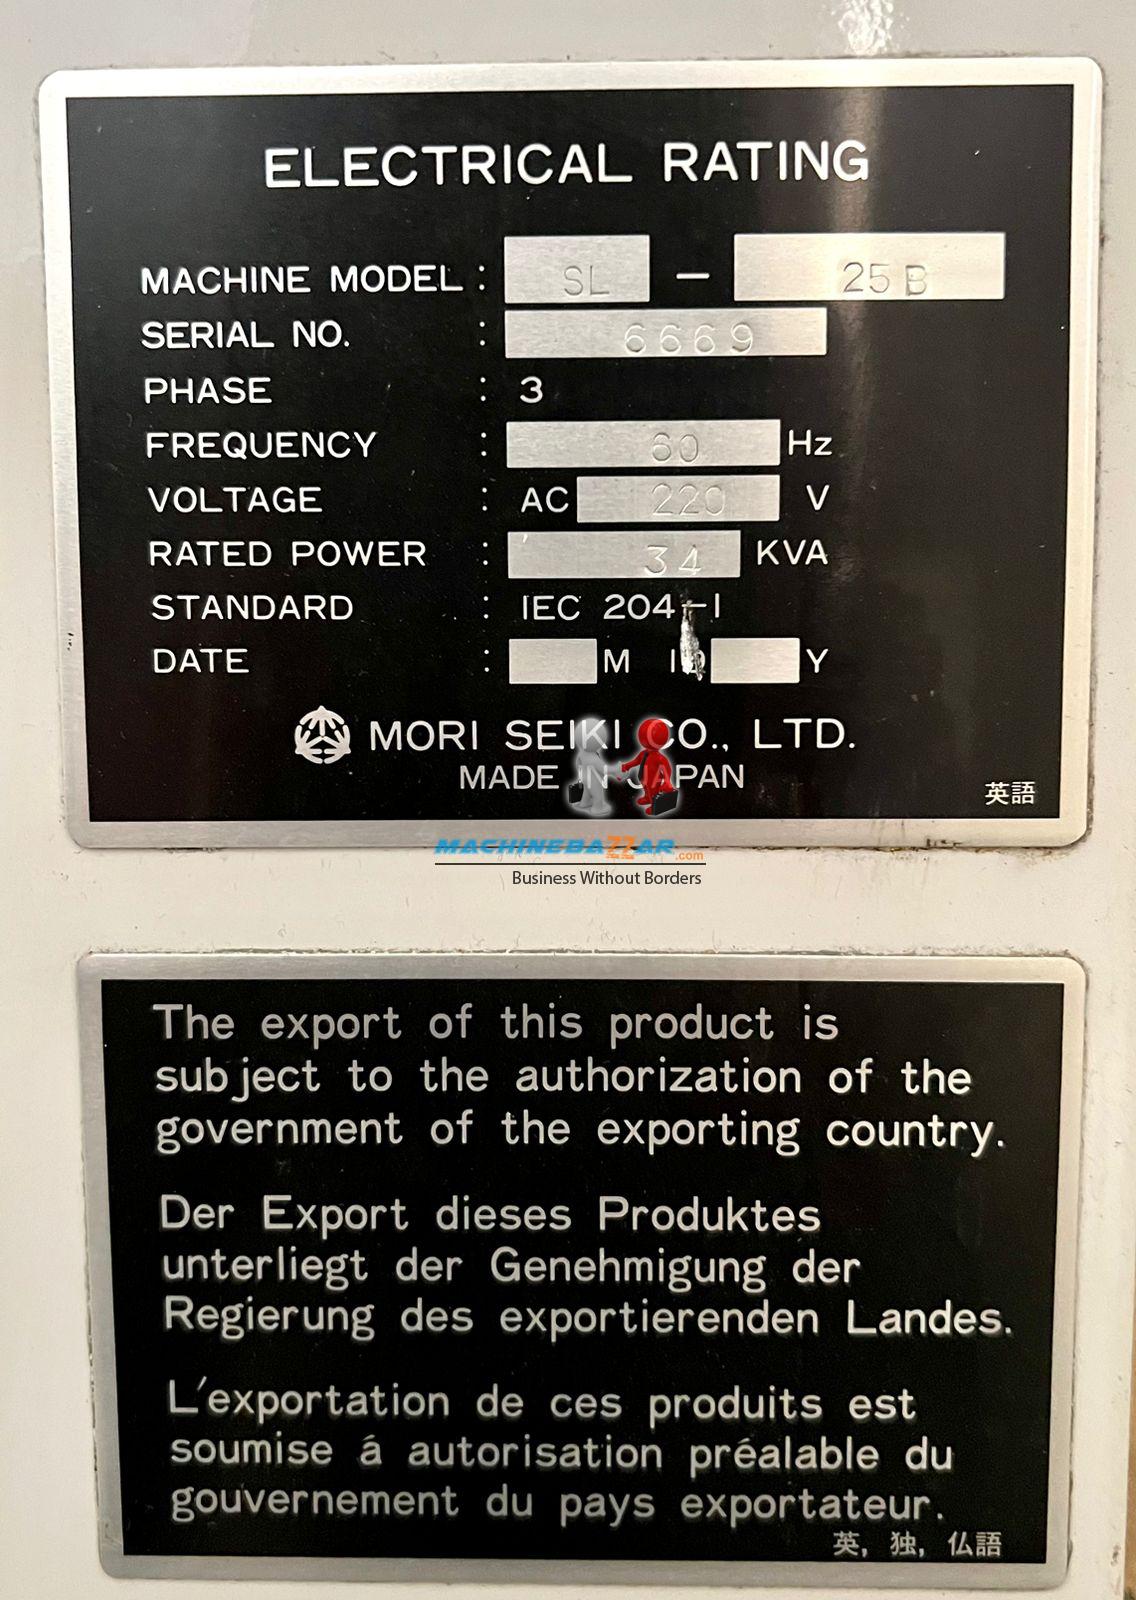 ELECTRICAL RATING
MACHINE MODEL : SL - 25B
SERIAL NO. : 6669
PHASE : 3
FREQUENCY : 60 Hz
VOLTAGE : AC 220 V
RATED POWER : 34 KVA
STANDARD : IEC 204-1
DATE : M 19 Y
MORI SEIKI CO., LTD.
MADE IN JAPAN
英語
MACHINEBAZZAR.com
Business Without Borders
The export of this product is
subject to the authorization of the
government of the exporting country.
Der Export dieses Produktes
unterliegt der Genehmigung der
Regierung des exportierenden Landes.
L'exportation de ces produits est
soumise á autorisation préalable du
gouvernement du pays exportateur.
英, 独, 仏語